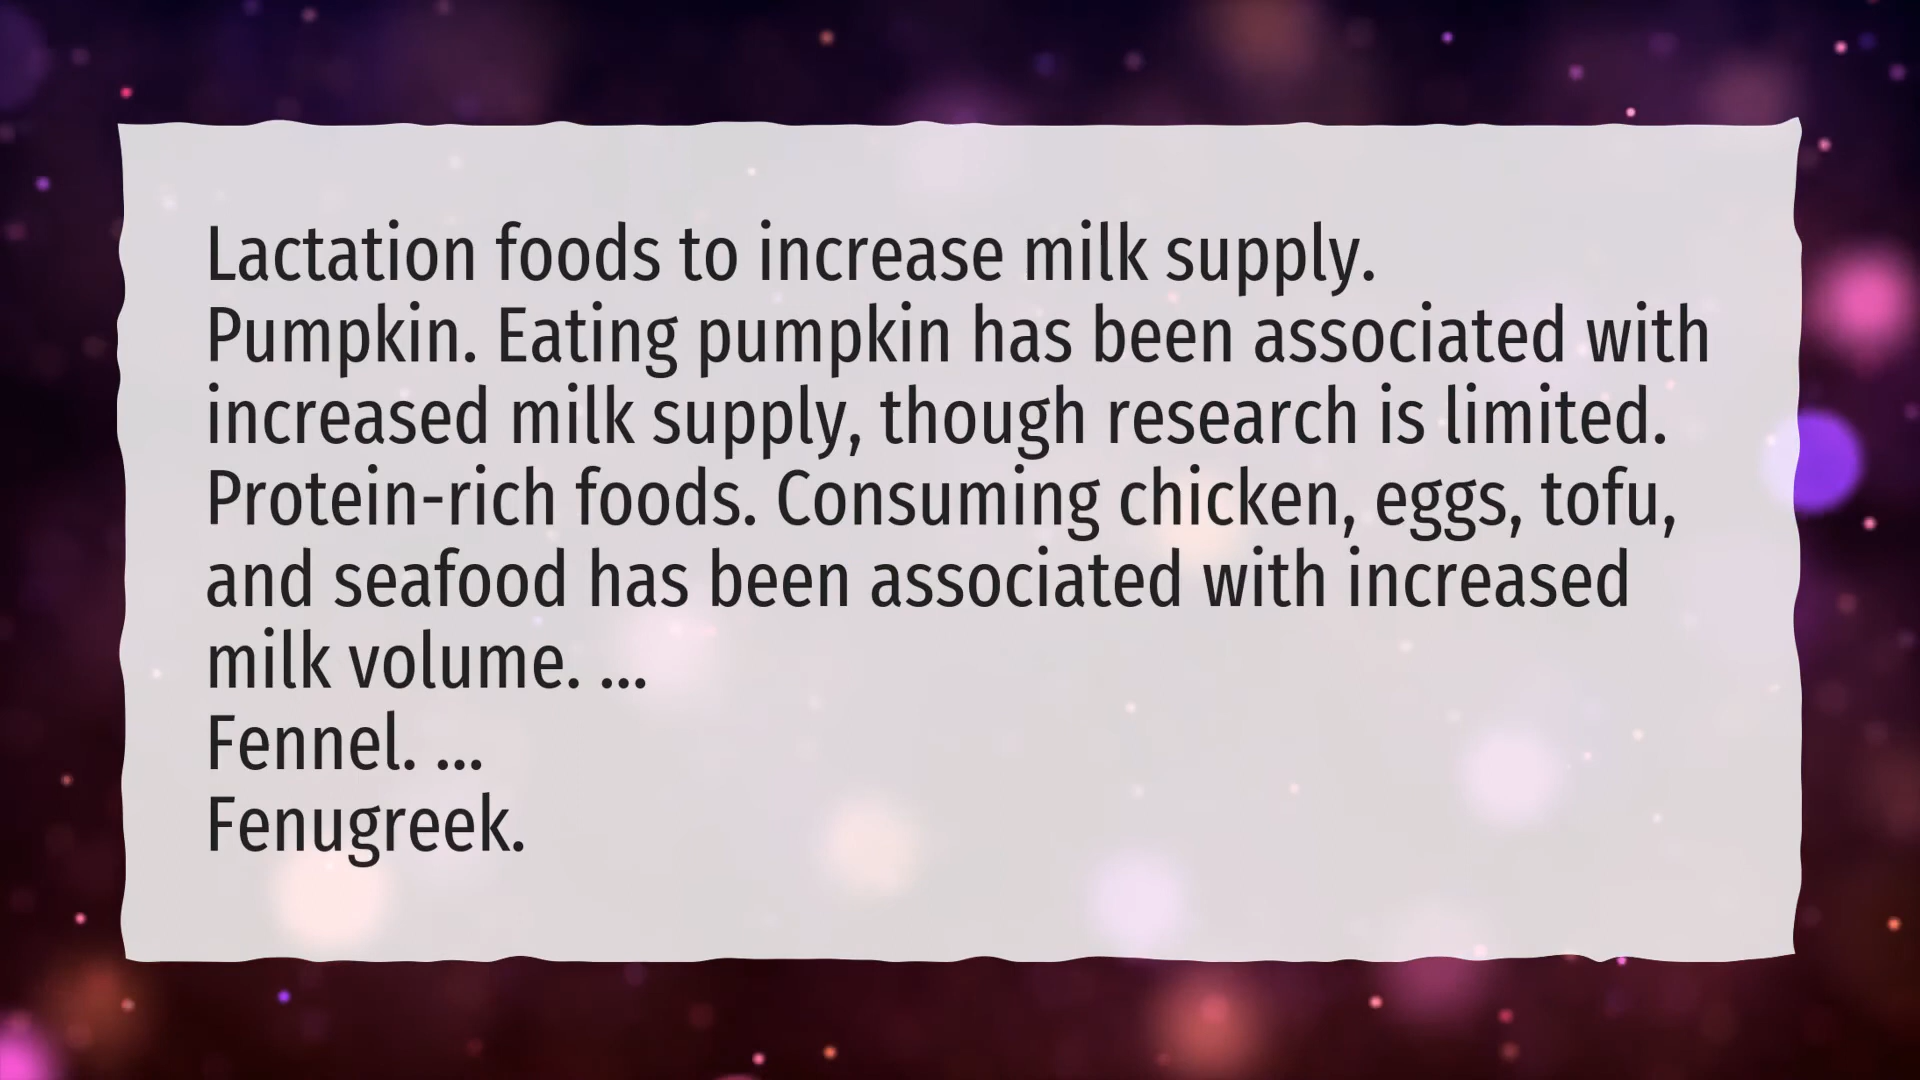 Lactation foods to increase milk supply.
Pumpkin. Eating pumpkin has been associated with
increased milk supply, though research is limited.
Protein-rich foods. Consuming chicken, eggs, tofu,
and seafood has been associated with increased
milk volume. ...
Fennel. ...
Fenugreek.